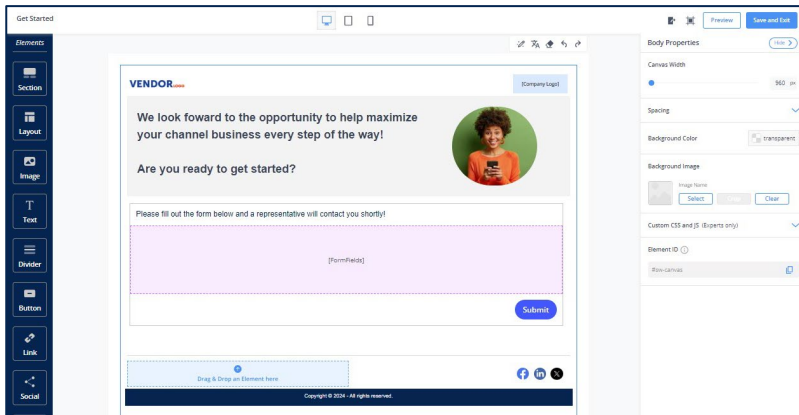 Get Started
Preview
Save and Exit
Elements
Section
Layout
Image
Text
Divider
Button
Link
Social
VENDOR LOGO
[Company Logo]
We look foward to the opportunity to help maximize
your channel business every step of the way!
Are you ready to get started?
Please fill out the form below and a representative will contact you shortly!
[FormFields]
Submit
Drag & Drop an Element here
Copyright © 2024 - All rights reserved.
Body Properties
Hide
Canvas Width
960 px
Spacing
Background Color
transparent
Background Image
Image Name
Select
Clear
Custom CSS and JS (Experts only)
Element ID
#ow-canvas